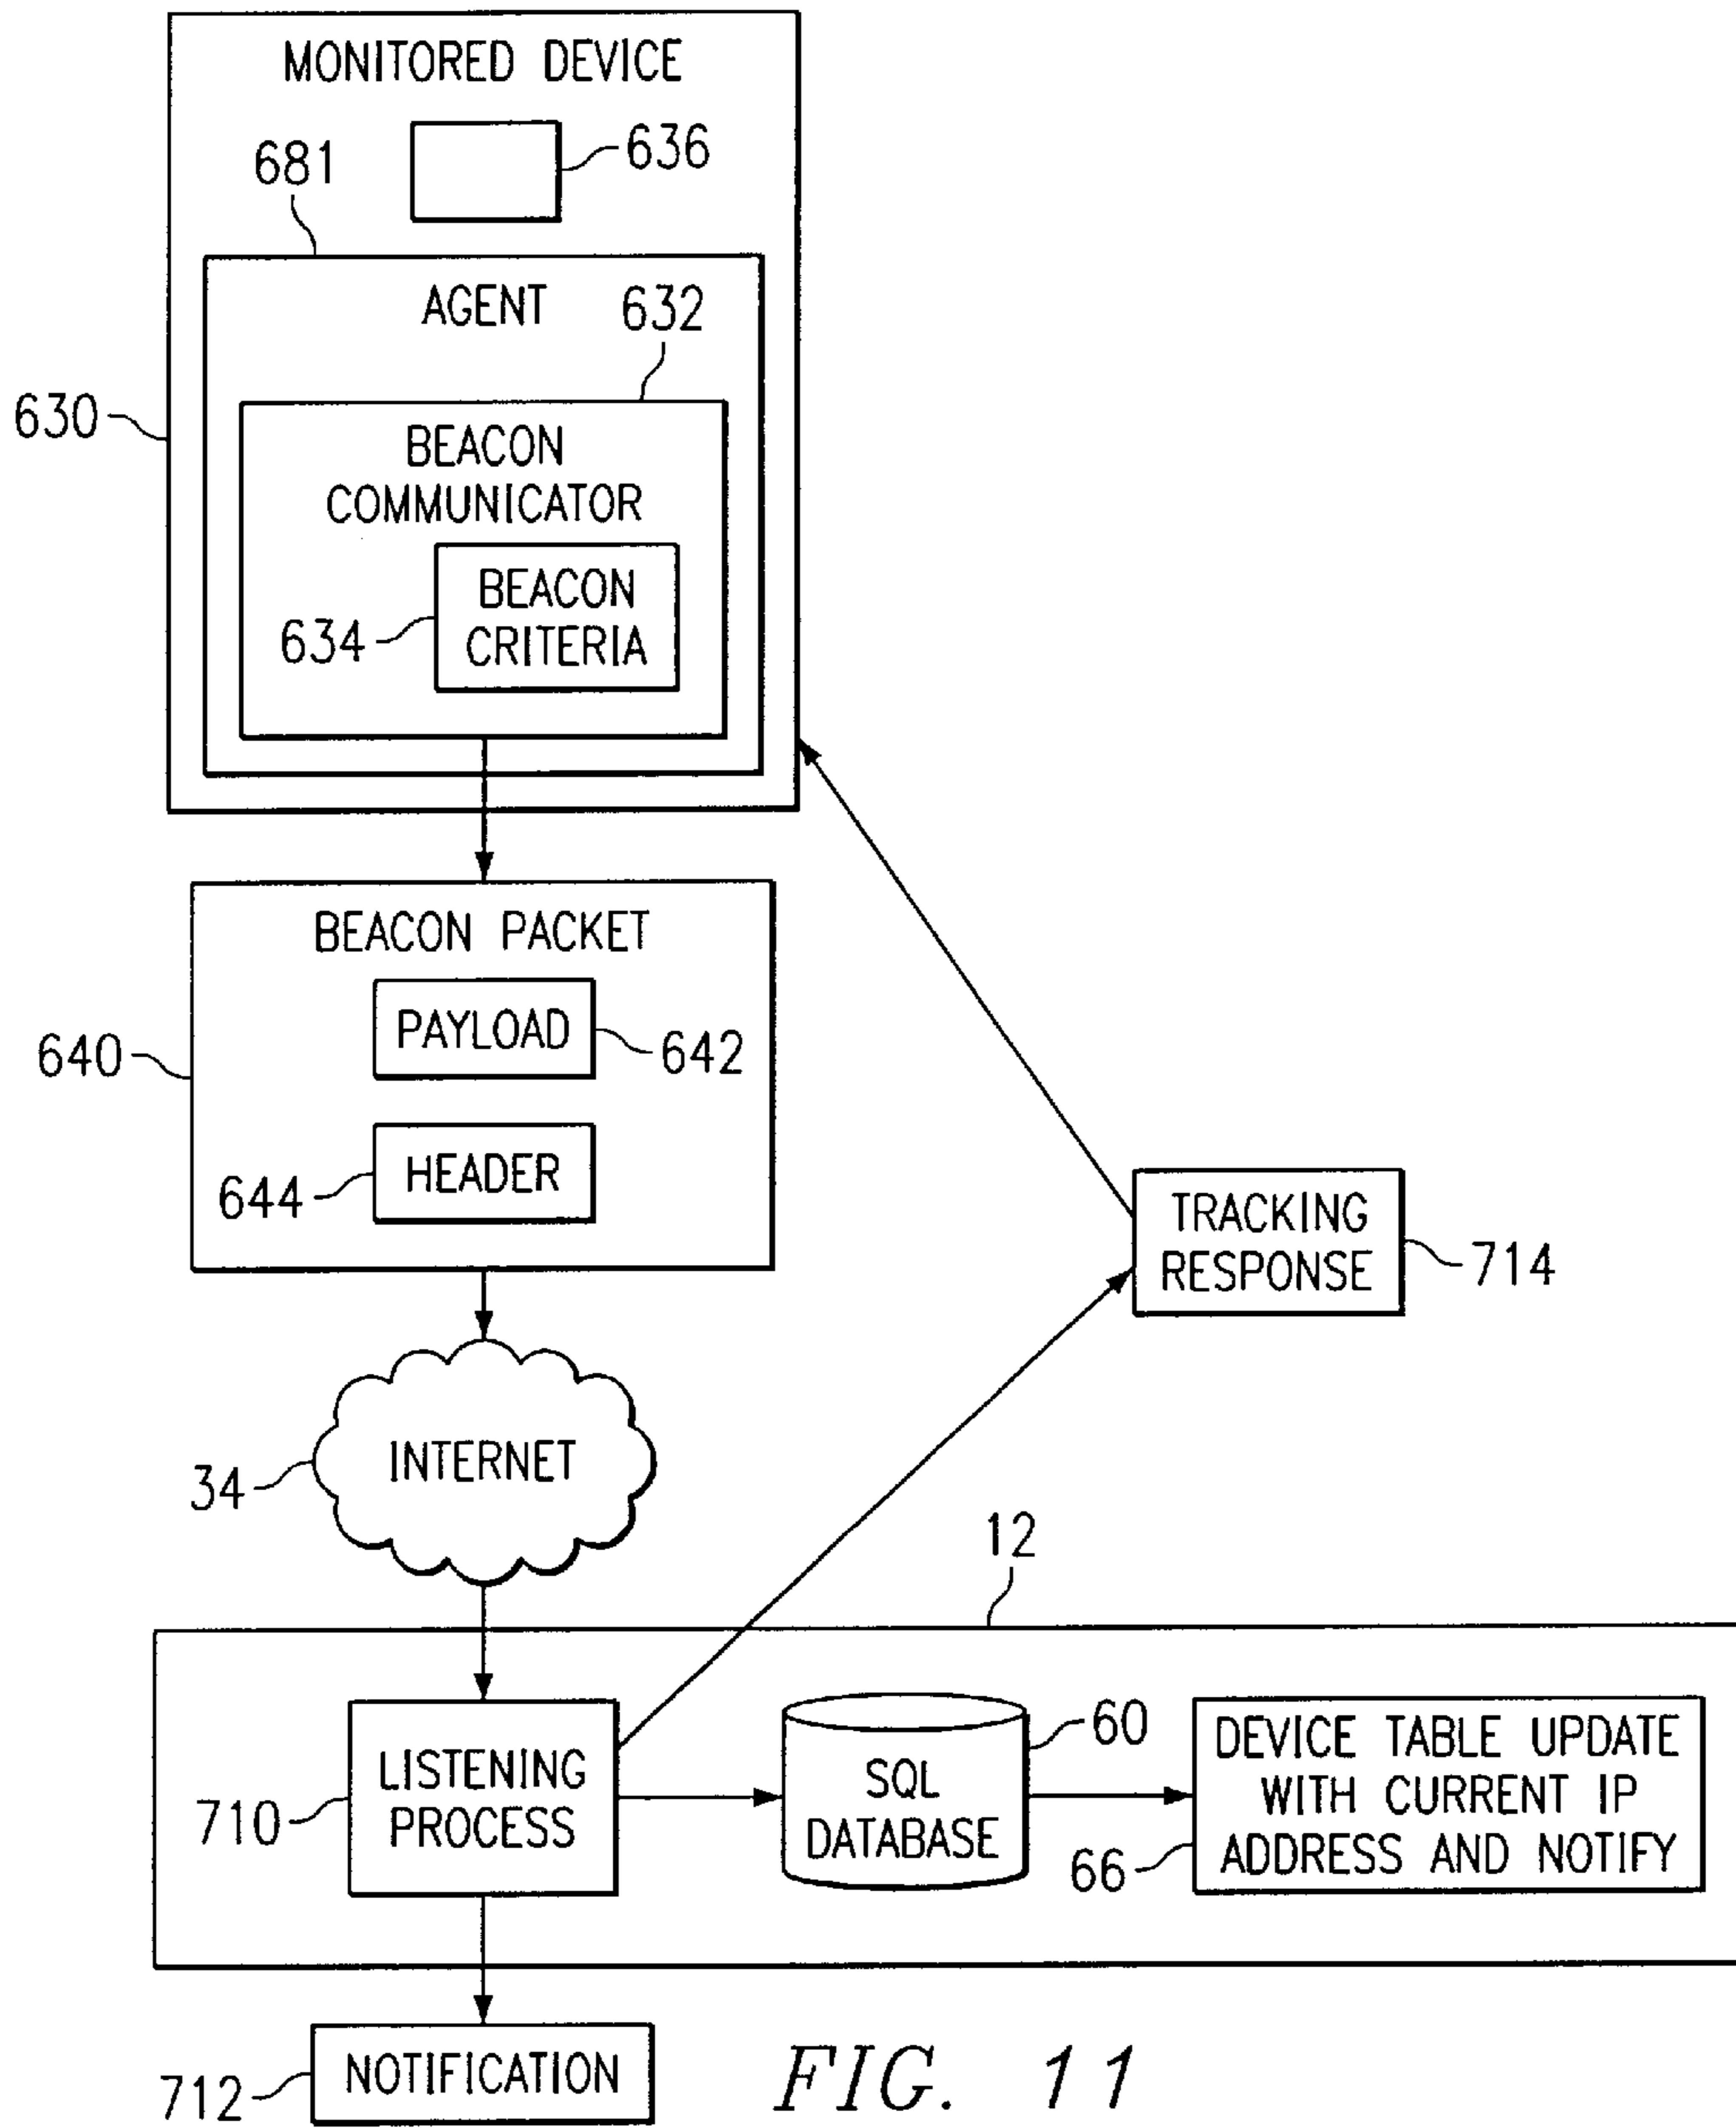 MONITORED DEVICE
636
681
AGENT
632
630
BEACON
COMMUNICATOR
BEACON
CRITERIA
634
BEACON PACKET
PAYLOAD
642
640
HEADER
644
TRACKING
RESPONSE
714
INTERNET
34
12
LISTENING
PROCESS
710
SQL
DATABASE
60
DEVICE TABLE UPDATE
WITH CURRENT IP
ADDRESS AND NOTIFY
66
NOTIFICATION
712
FIG. 11